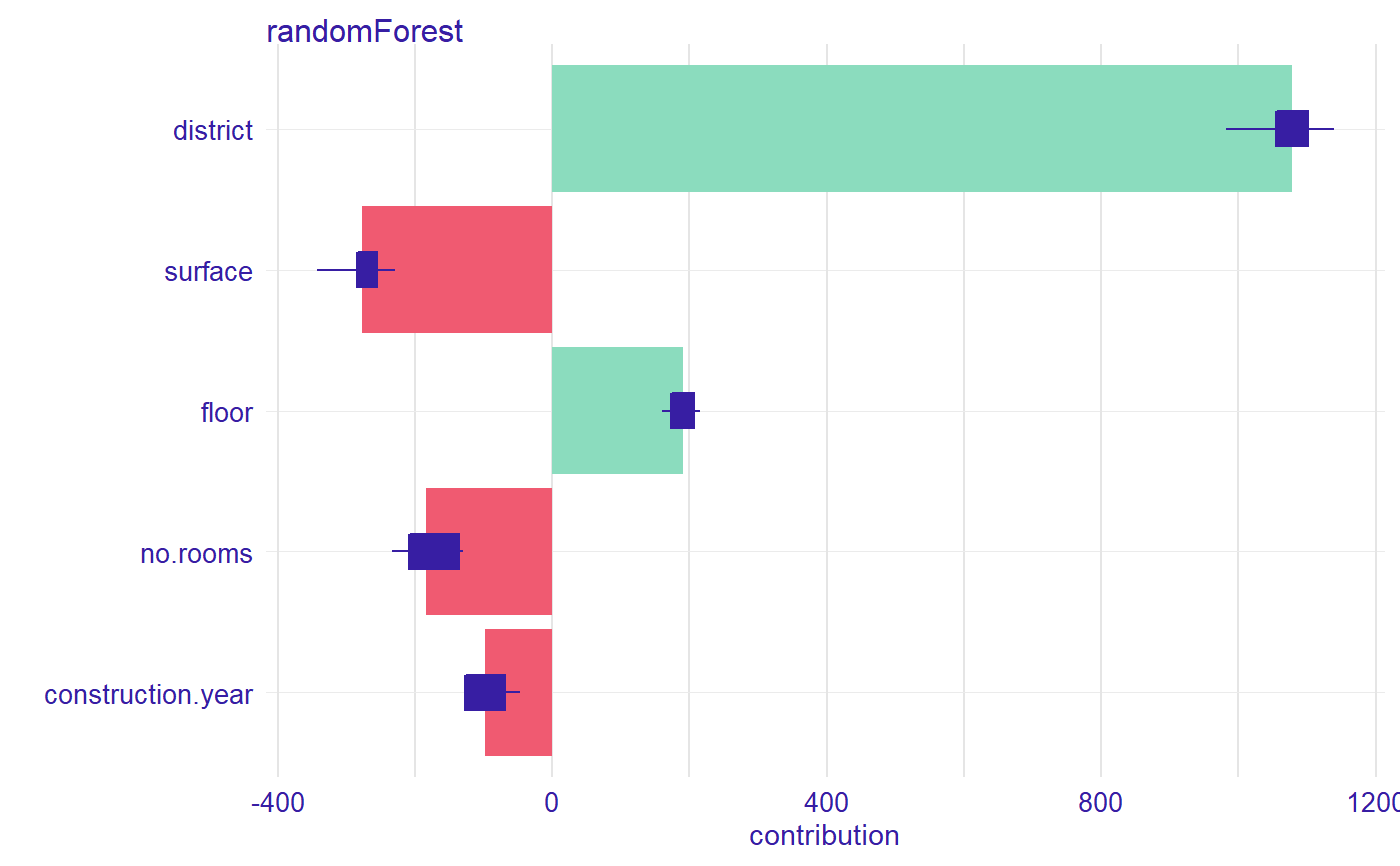 randomForest
district
surface
floor
no.rooms
construction.year
-400 0 400 800 1200
contribution